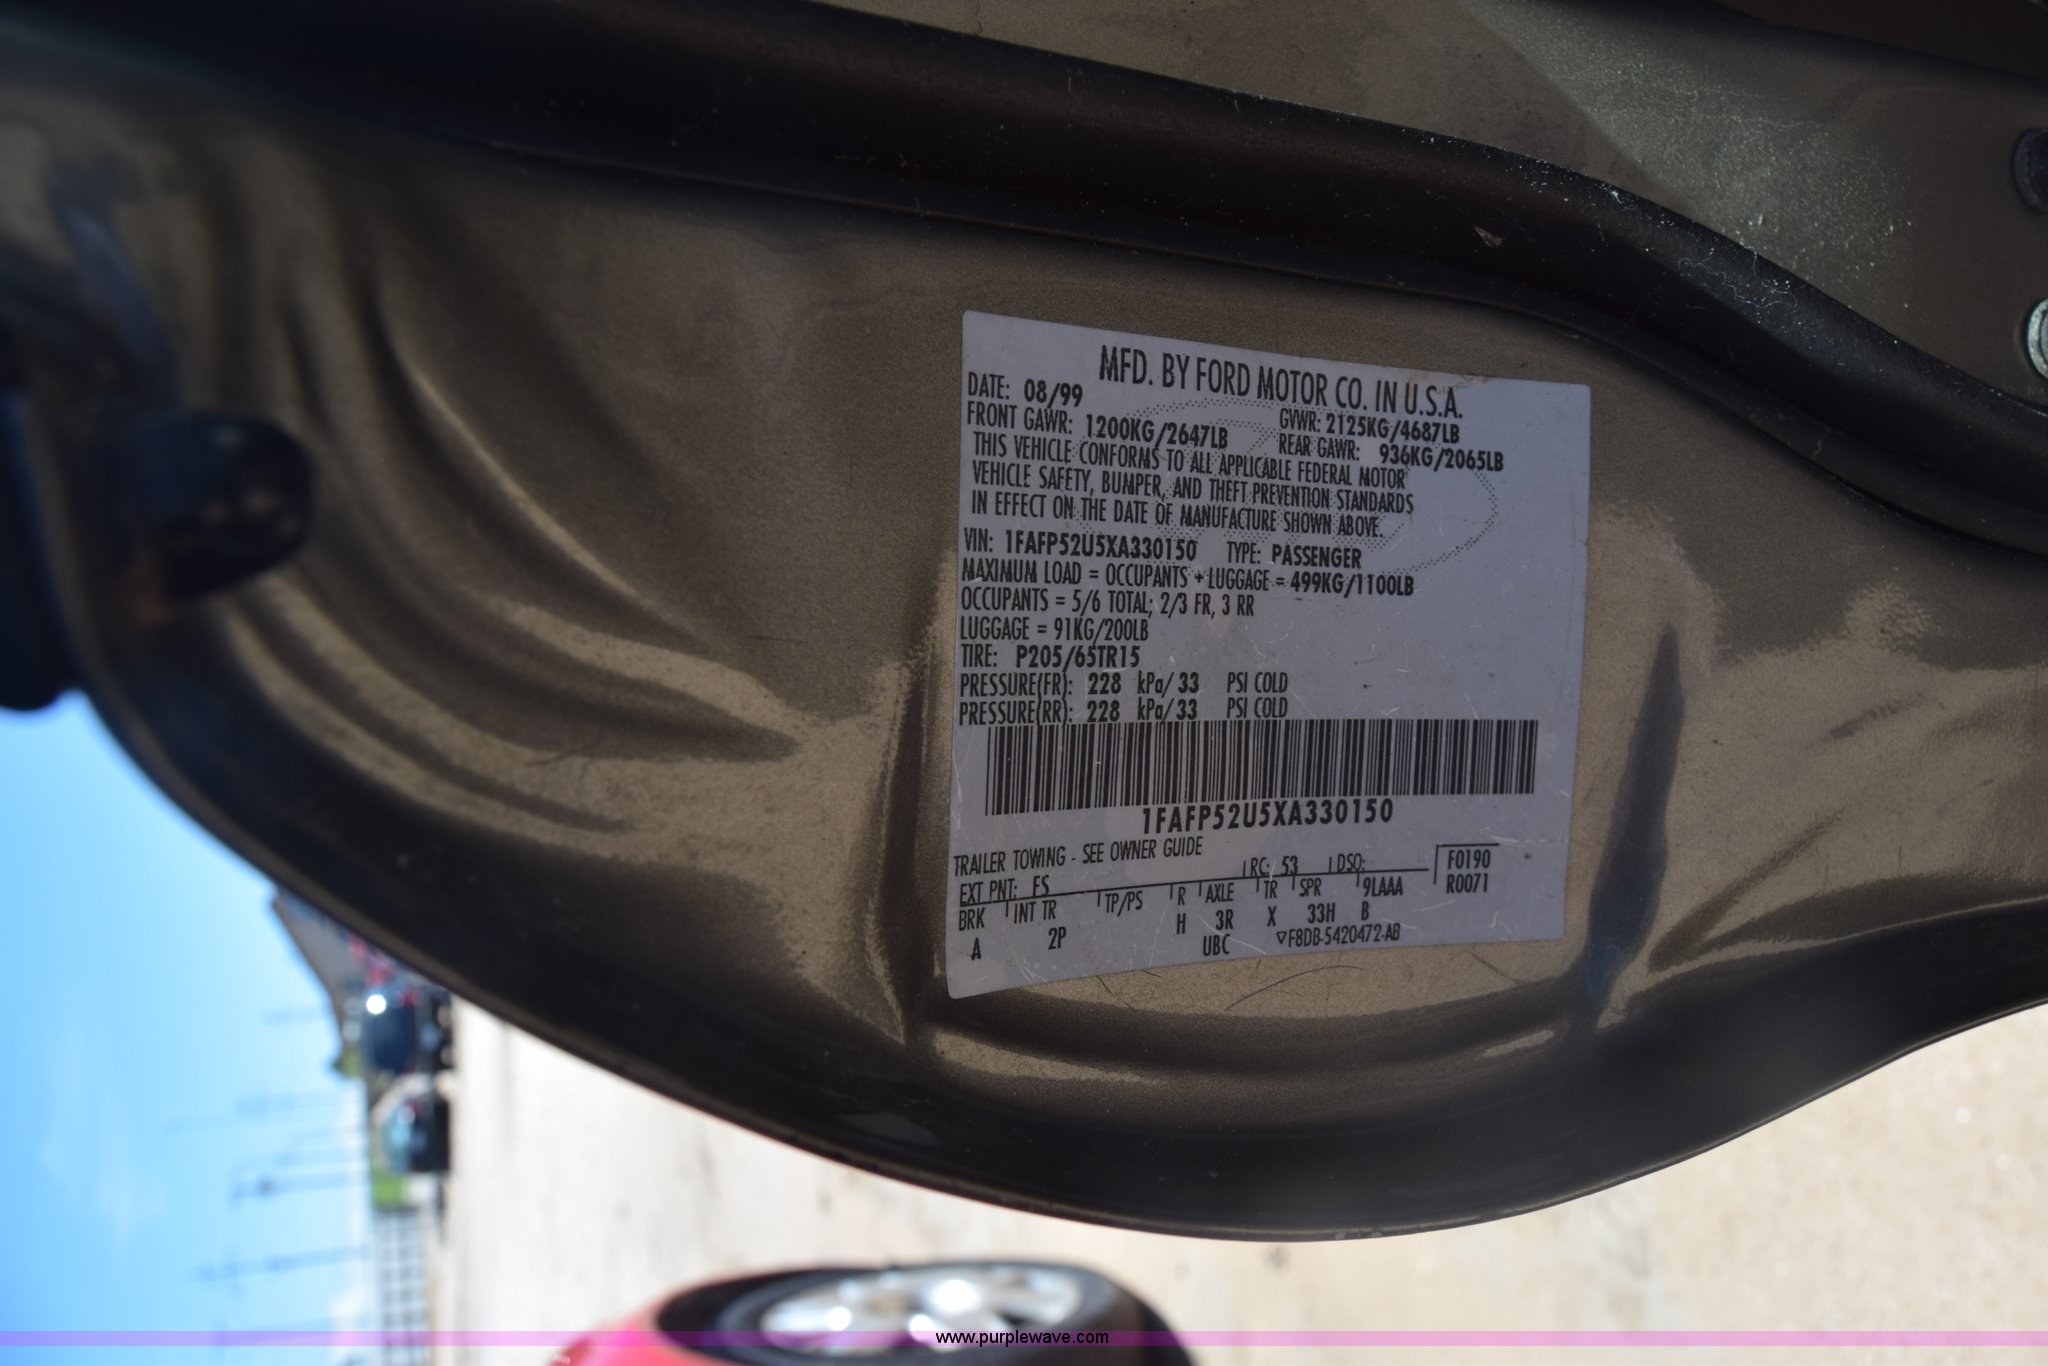 MFD. BY FORD MOTOR CO. IN U.S.A.
DATE: 08/99 GVWR: 2125KG/4687LB
FRONT GAWR: 1200KG/2647LB REAR GAWR: 936KG/2065LB
THIS VEHICLE CONFORMS TO ALL APPLICABLE FEDERAL MOTOR
VEHICLE SAFETY, BUMPER, AND THEFT PREVENTION STANDARDS
IN EFFECT ON THE DATE OF MANUFACTURE SHOWN ABOVE.
VIN: 1FAFP52U5XA330150 TYPE: PASSENGER
MAXIMUM LOAD = OCCUPANTS + LUGGAGE = 499KG/1100LB
OCCUPANTS = 5/6 TOTAL; 2/3 FR, 3 RR
LUGGAGE = 91KG/200LB
TIRE: P205/65TR15
PRESSURE(FR): 228 kPa/ 33 PSI COLD
PRESSURE(RR): 228 kPa/ 33 PSI COLD
1FAFP52U5XA330150
TRAILER TOWING - SEE OWNER GUIDE
EXT PNT: FS RC: 53 DSO: F0190
BRK INT TR TP/PS R AXLE TR SPR 9LAAA R0071
A 2P H 3R X 33H B
UBC ▽F8DB-5420472-AB
www.purplewave.com